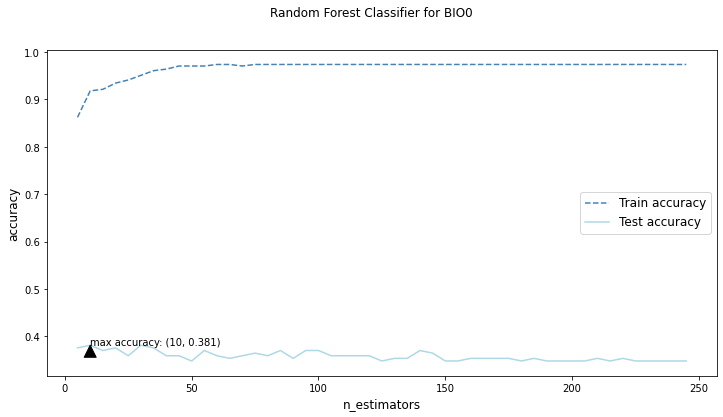 Random Forest Classifier for BIO0
1.0
0.9
0.8
0.7
0.6
0.5
0.4
accuracy
Train accuracy
Test accuracy
max accuracy: (10, 0.381)
0
50
100
150
200
250
n_estimators